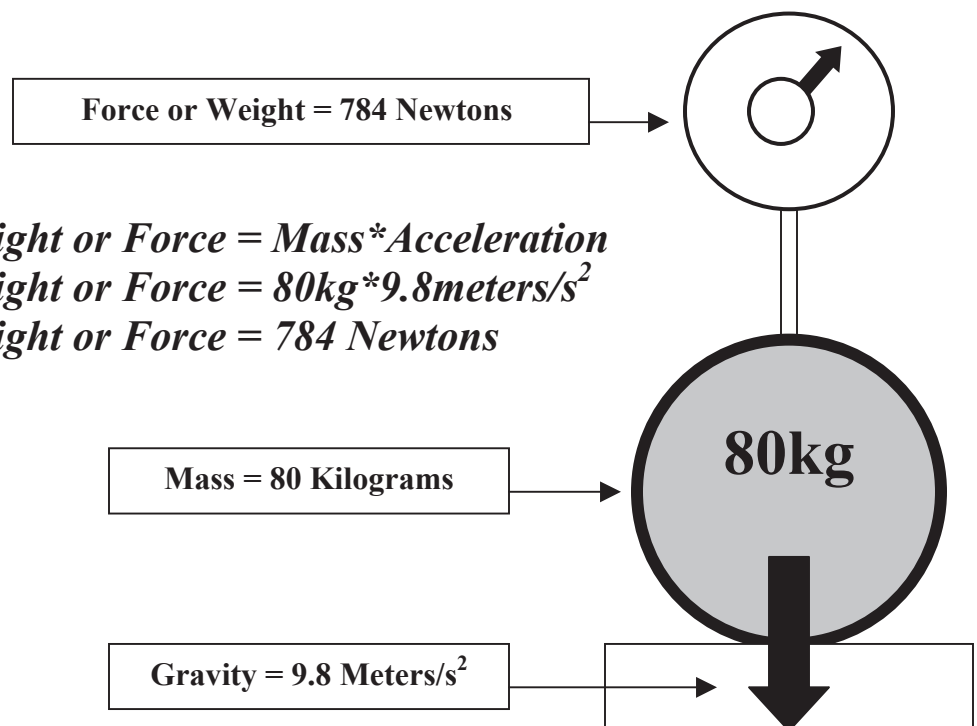 Force or Weight = 784 Newtons
ight or Force = Mass*Acceleration
ight or Force = 80kg*9.8meters/s²
ight or Force = 784 Newtons
80kg
Mass = 80 Kilograms
Gravity = 9.8 Meters/s²